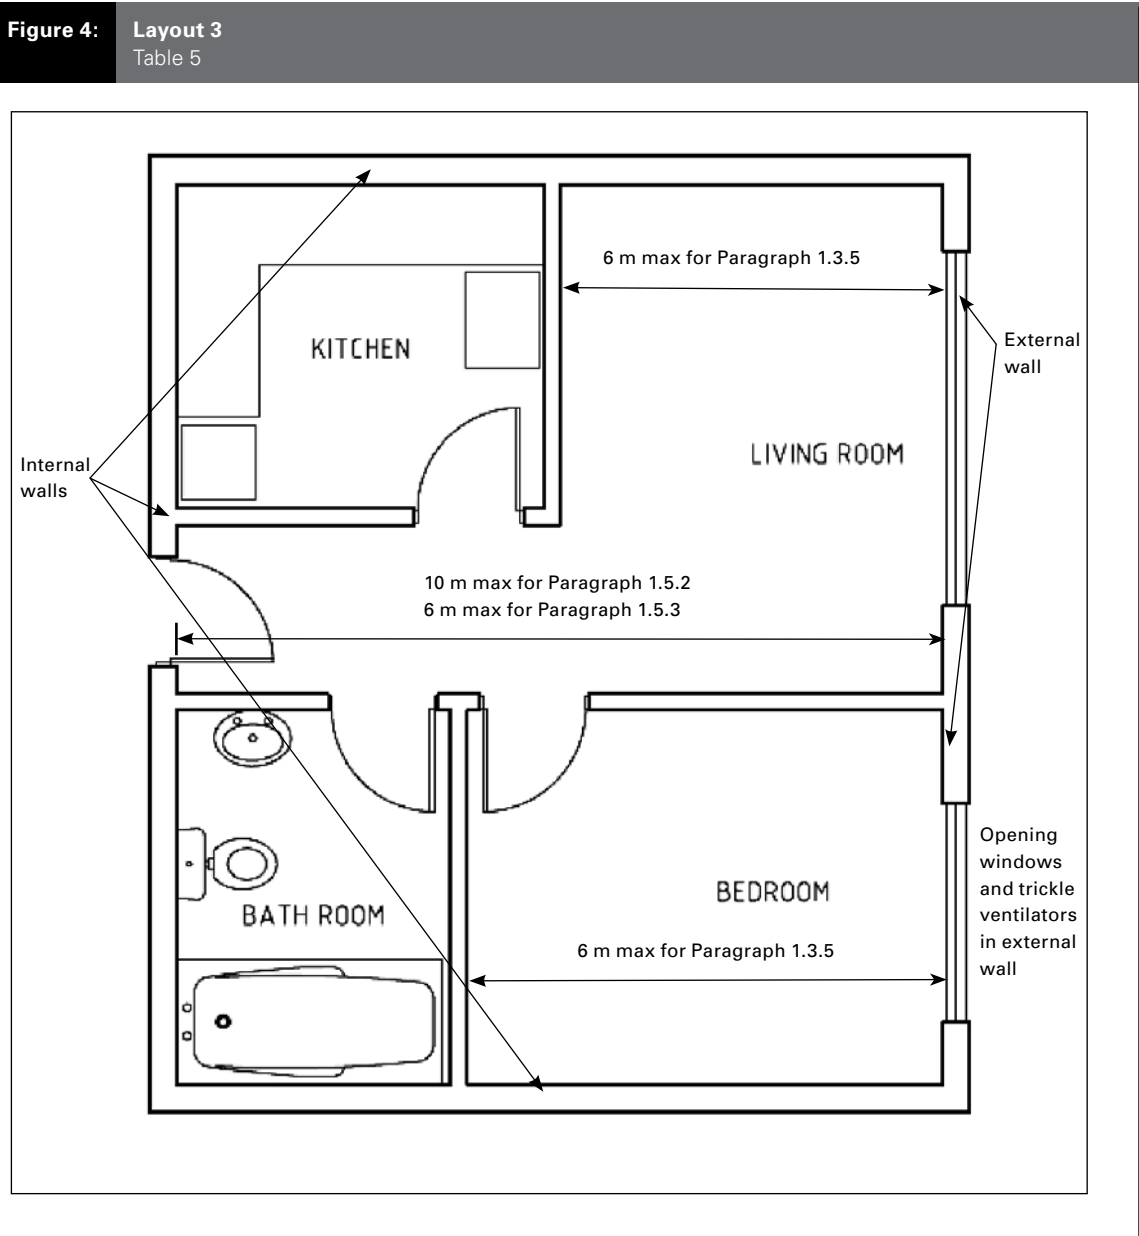 Figure 4:
Layout 3
Table 5
6 m max for Paragraph 1.3.5
KITCHEN
External
wall
LIVING ROOM
Internal
walls
10 m max for Paragraph 1.5.2
6 m max for Paragraph 1.5.3
Opening
windows
and trickle
ventilators
in external
wall
BEDROOM
BATH ROOM
6 m max for Paragraph 1.3.5